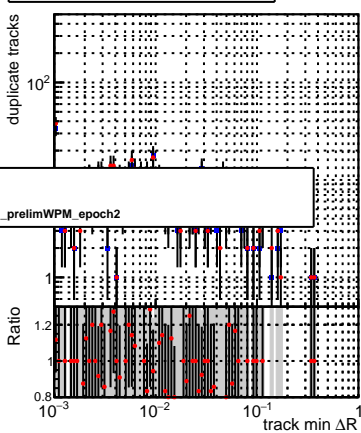 duplicate tracks
10²
_prelimWPM_epoch2
1
Ratio
1.2
1
0.8
10⁻³
10⁻²
10⁻¹
1
track min ΔR